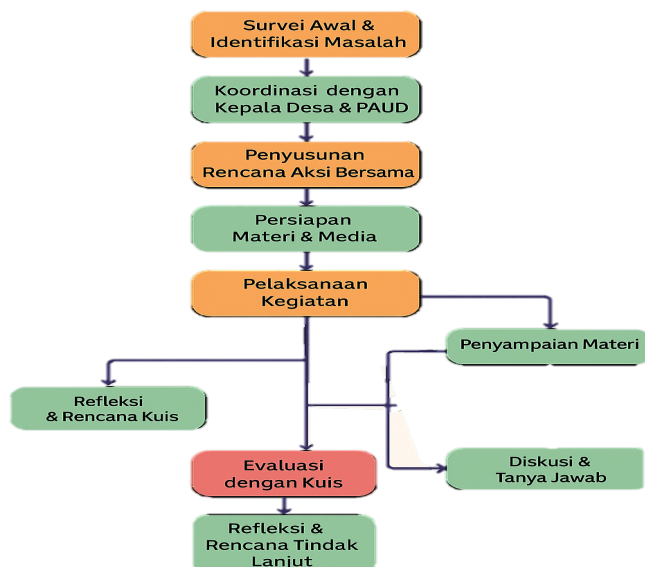 Survei Awal &
Identifikasi Masalah
Koordinasi dengan
Kepala Desa & PAUD
Penyusunan
Rencana Aksi Bersama
Persiapan
Materi & Media
Pelaksanaan
Kegiatan
Penyampaian Materi
Refleksi
& Rencana Kuis
Evaluasi
dengan Kuis
Diskusi &
Tanya Jawab
Refleksi &
Rencana Tindak
Lanjut